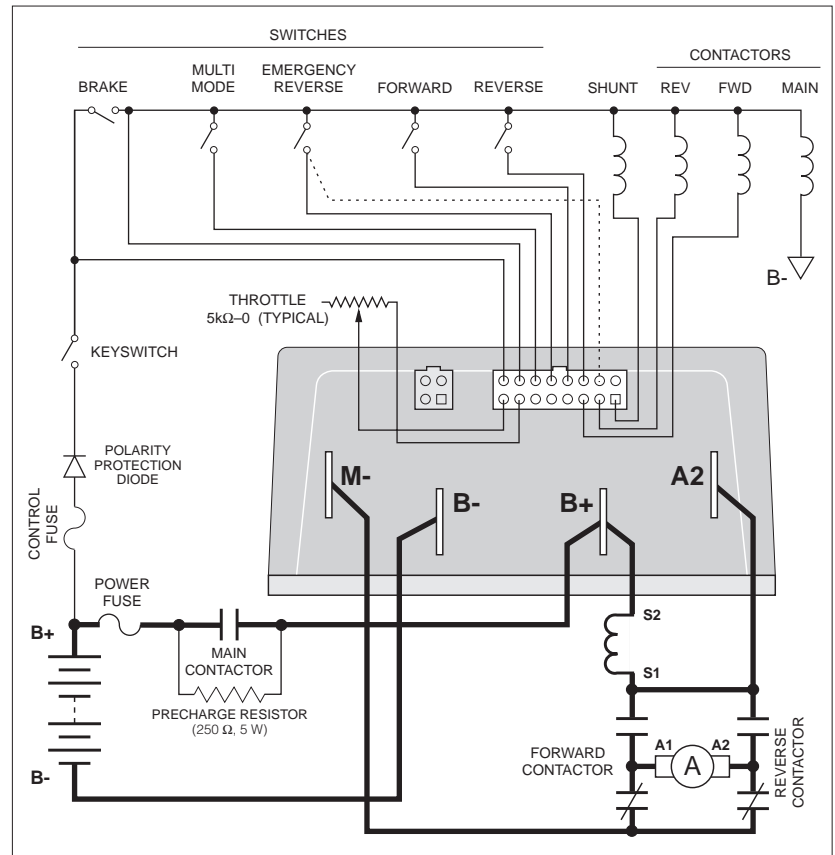 SWITCHES
CONTACTORS
BRAKE
MULTI
MODE
EMERGENCY
REVERSE
FORWARD
REVERSE
SHUNT
REV
FWD
MAIN
B-
THROTTLE
5kΩ–0 (TYPICAL)
KEYSWITCH
POLARITY
PROTECTION
DIODE
CONTROL
FUSE
M-
B-
B+
A2
POWER
FUSE
B+
MAIN
CONTACTOR
PRECHARGE RESISTOR
(250 Ω, 5 W)
B-
S2
S1
FORWARD
CONTACTOR
A1
A
A2
REVERSE
CONTACTOR